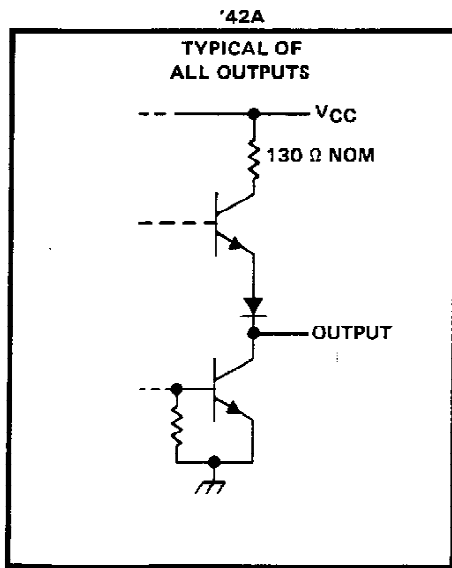 '42A
TYPICAL OF
ALL OUTPUTS
VCC
130 Ω NOM
OUTPUT